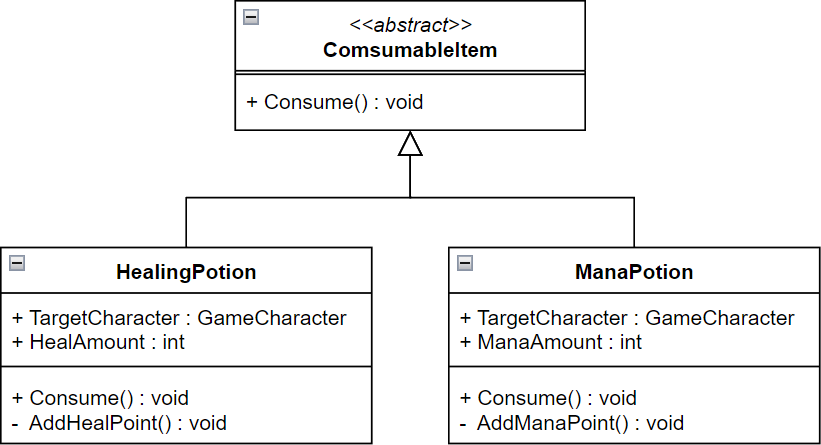 <<abstract>>
ComsumableItem
+ Consume() : void
HealingPotion
+ TargetCharacter : GameCharacter
+ HealAmount : int
+ Consume() : void
- AddHealPoint() : void
ManaPotion
+ TargetCharacter : GameCharacter
+ ManaAmount : int
+ Consume() : void
- AddManaPoint() : void